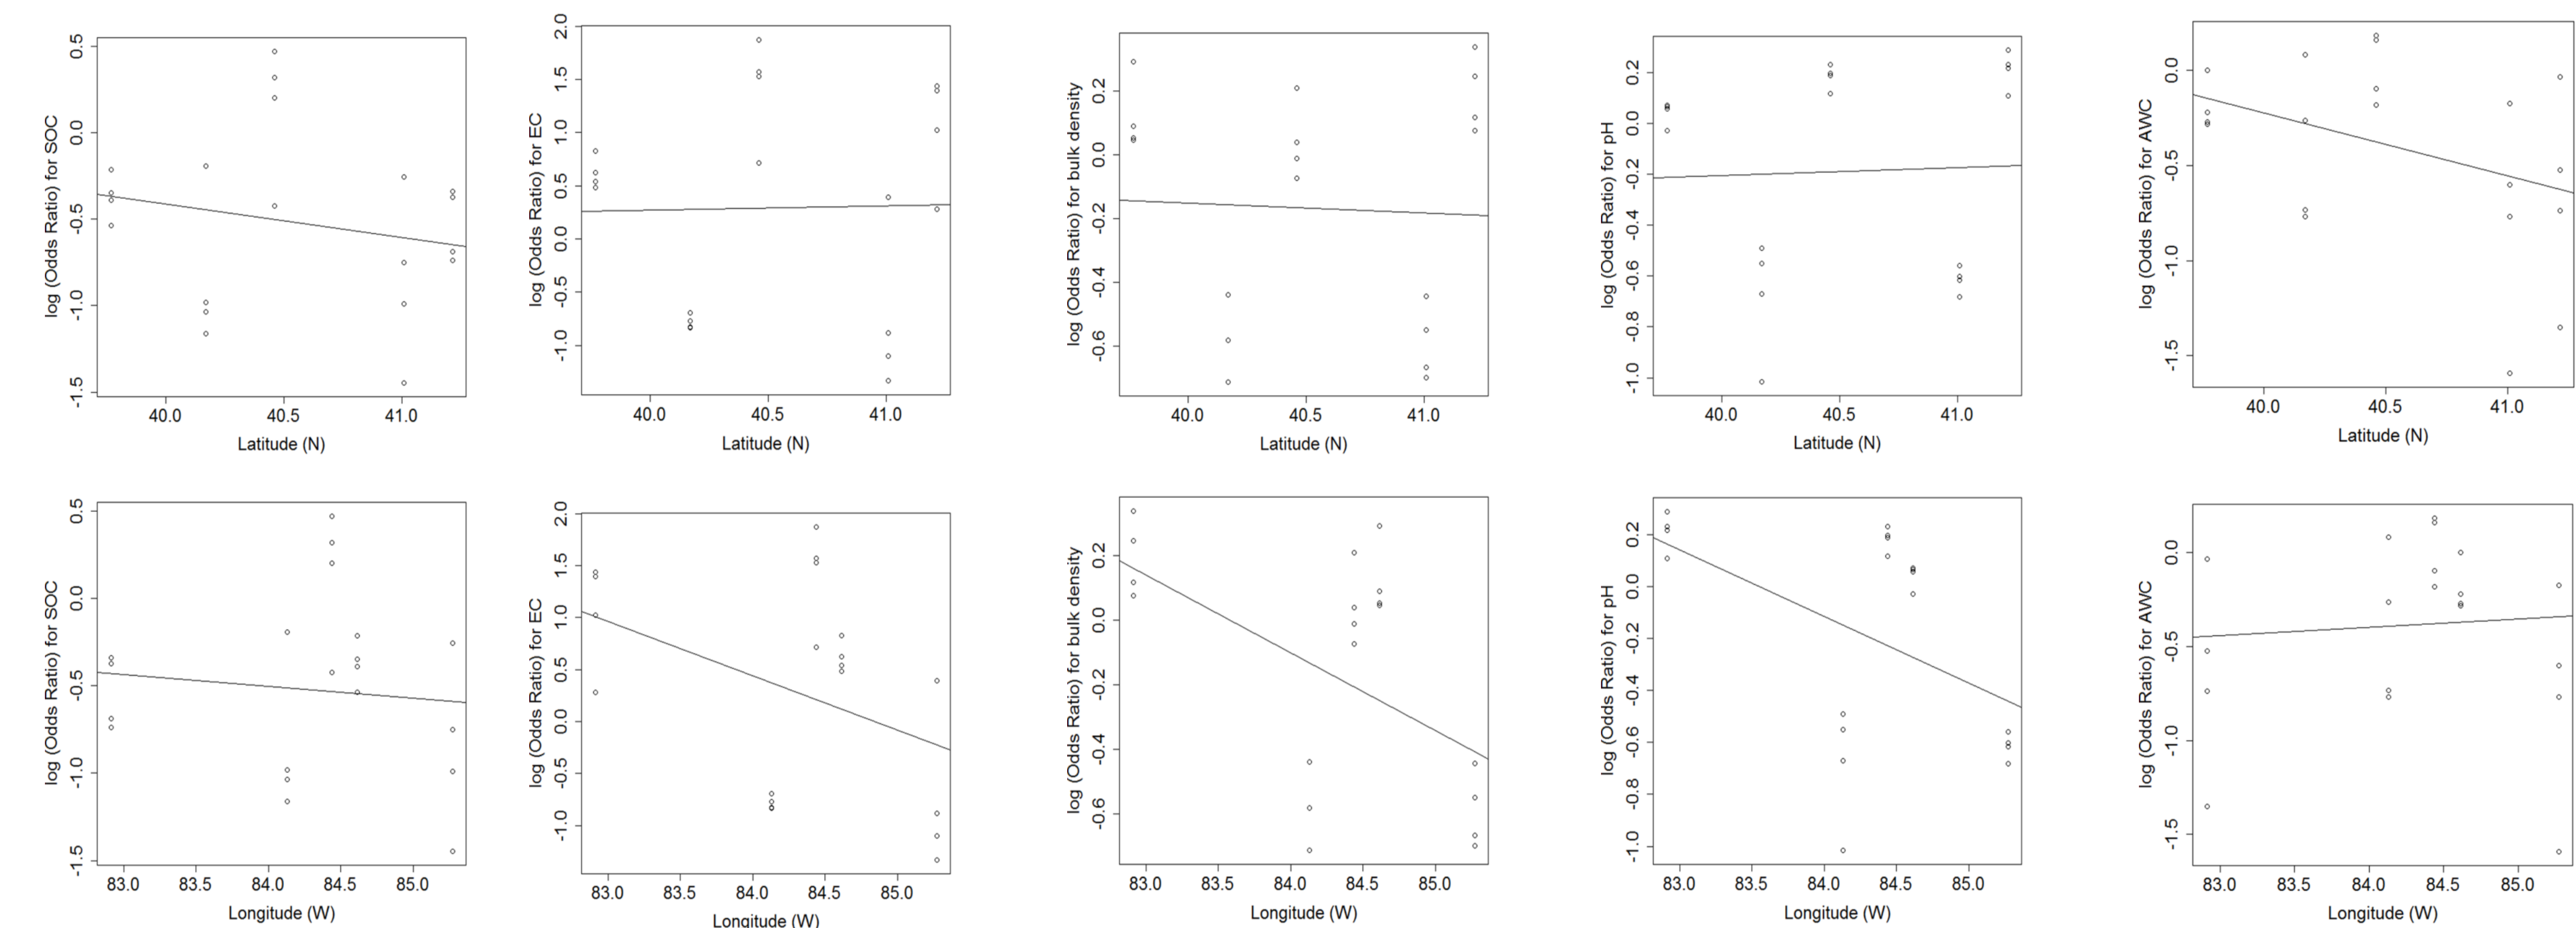 log (Odds Ratio) for SOC
0.5
0.0
-0.5
-1.0
-1.5
40.0 40.5 41.0
Latitude (N)
log (Odds Ratio) for EC
2.0
1.5
1.0
0.5
0.0
-0.5
-1.0
40.0 40.5 41.0
Latitude (N)
log (Odds Ratio) for bulk density
0.2
0.0
-0.2
-0.4
-0.6
40.0 40.5 41.0
Latitude (N)
log (Odds Ratio) for pH
0.2
0.0
-0.2
-0.4
-0.6
-0.8
-1.0
40.0 40.5 41.0
Latitude (N)
log (Odds Ratio) for AWC
0.0
-0.5
-1.0
-1.5
40.0 40.5 41.0
Latitude (N)
log (Odds Ratio) for SOC
0.5
0.0
-0.5
-1.0
-1.5
83.0 83.5 84.0 84.5 85.0
Longitude (W)
log (Odds Ratio) for EC
2.0
1.5
1.0
0.5
0.0
-0.5
-1.0
83.0 83.5 84.0 84.5 85.0
Longitude (W)
log (Odds Ratio) for bulk density
0.2
0.0
-0.2
-0.4
-0.6
83.0 83.5 84.0 84.5 85.0
Longitude (W)
log (Odds Ratio) for pH
0.2
0.0
-0.2
-0.4
-0.6
-0.8
-1.0
83.0 83.5 84.0 84.5 85.0
Longitude (W)
log (Odds Ratio) for AWC
0.0
-0.5
-1.0
-1.5
83.0 83.5 84.0 84.5 85.0
Longitude (W)